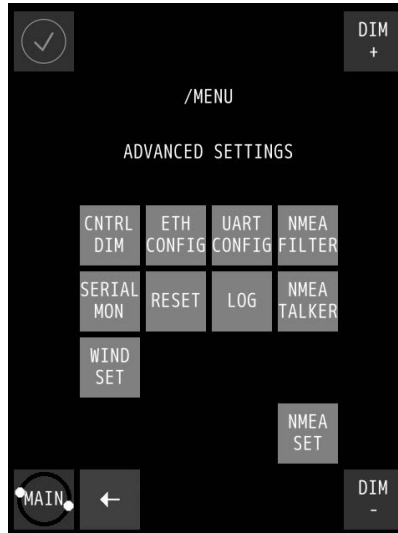 DIM
+
/MENU
ADVANCED SETTINGS
CNTRL DIM
ETH CONFIG
UART CONFIG
NMEA FILTER
SERIAL MON
RESET
LOG
NMEA TALKER
WIND SET
NMEA SET
MAIN
←
DIM
-